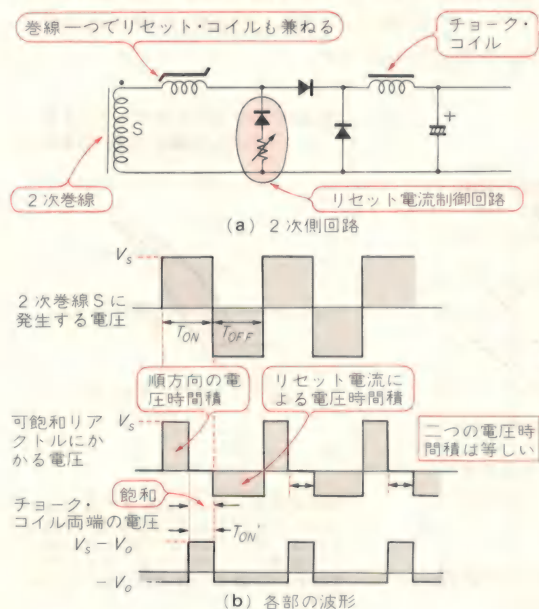 巻線一つでリセット・コイルも兼ねる
チョーク・
コイル
S
+
2次巻線
リセット電流制御回路
(a) 2次側回路
Vs
2次巻線Sに
発生する電圧
TON
TOFF
順方向の電
圧時間積
リセット電流に
よる電圧時間積
可飽和リア
クトルにか
かる電圧
Vs
二つの電圧時
間積は等しい
飽和
チョーク・
コイル両端の電圧
TON'
Vs − Vo
− Vo
(b) 各部の波形